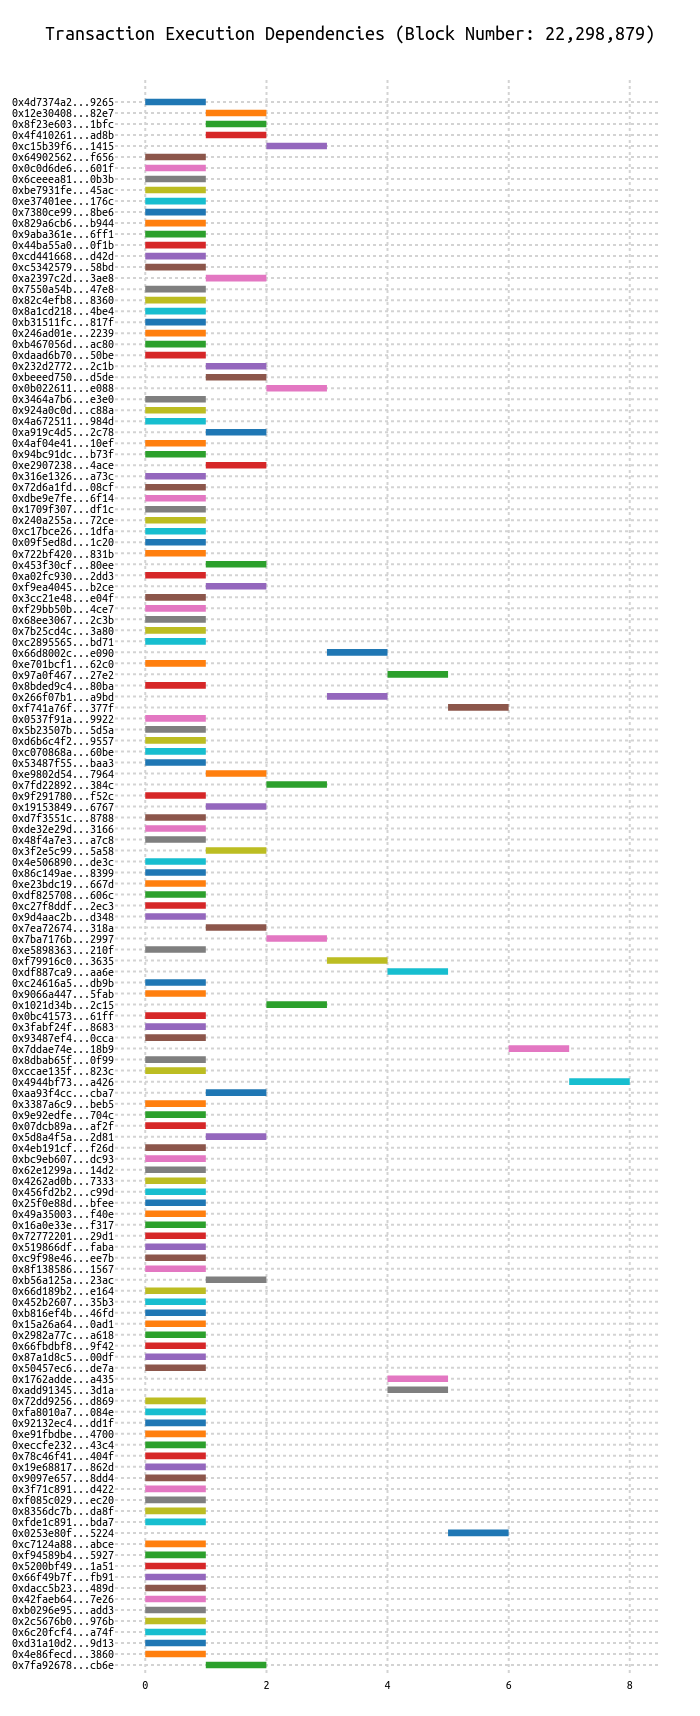 Transaction Execution Dependencies (Block Number: 22,298,879)
0x4d7374a2...9265
0x12e30408...82e7
0x8f23e603...1bfc
0x4f410261...ad8b
0xc15b39f6...1415
0x64902562...f656
0x0c0d6de6...601f
0x6ceeea81...0b3b
0xbe7931fe...45ac
0xe37401ee...176c
0x7380ce99...8be6
0x829a6cb6...b944
0x9aba361e...6ff1
0x44ba55a0...0f1b
0xcd441668...d42d
0xc5342579...58bd
0xa2397c2d...3ae8
0x7550a54b...47e8
0x82c4efb8...8360
0x8a1cd218...4be4
0xb31511fc...817f
0x246ad01e...2239
0xb467056d...ac80
0xdaad6b70...50be
0x232d2772...2c1b
0xbeeed750...d5de
0x0b022611...e088
0x3464a7b6...e3e0
0x924a0c0d...c88a
0x4a672511...984d
0xa919c4d5...2c78
0x4af04e41...10ef
0x94bc91dc...b73f
0xe2907238...4ace
0x316e1326...a73c
0x72d6a1fd...08cf
0xdbe9e7fe...6f14
0x1709f307...df1c
0x240a255a...72ce
0xc17bce26...1dfa
0x09f5ed8d...1c20
0x722bf420...831b
0x453f30cf...80ee
0xa02fc930...2dd3
0xf9ea4045...b2ce
0x3cc21e48...e04f
0xf29bb50b...4ce7
0x68ee3067...2c3b
0x7b25cd4c...3a80
0xc2895565...bd71
0x66d8002c...e090
0xe701bcf1...62c0
0x97a0f467...27e2
0x8bded9c4...80ba
0x266f07b1...a9bd
0xf741a76f...377f
0x0537f91a...9922
0x5b23507b...5d5a
0xd6b6c4f2...9557
0xc070868a...60be
0x53487f55...baa3
0xe9802d54...7964
0x7fd22892...384c
0x9f291780...f52c
0x19153849...6767
0xd7f3551c...8788
0xde32e29d...3166
0x48f4a7e3...a7c8
0x3f2e5c99...5a58
0x4e506890...de3c
0x86c149ae...8399
0xe23bdc19...667d
0xdf825708...606c
0xc27f8ddf...2ec3
0x9d4aac2b...d348
0x7ea72674...318a
0x7ba7176b...2997
0xe5898363...210f
0xf79916c0...3635
0xdf887ca9...aa6e
0xc24616a5...db9b
0x9066a447...5fab
0x1021d34b...2c15
0x0bc41573...61ff
0x3fabf24f...8683
0x93487ef4...0cca
0x7ddae74e...18b9
0x8dbab65f...0f99
0xccae135f...823c
0x4944bf73...a426
0xaa93f4cc...cba7
0x3387a6c9...beb5
0x9e92edfe...704c
0x07dcb89a...af2f
0x5d8a4f5a...2d81
0x4eb191cf...f26d
0xbc9eb607...dc93
0x62e1299a...14d2
0x4262ad0b...7333
0x456fd2b2...c99d
0x25f0e88d...bfee
0x49a35003...f40e
0x16a0e33e...f317
0x72772201...29d1
0x519866df...faba
0xc9f98e46...ee7b
0x8f138586...1567
0xb56a125a...23ac
0x66d189b2...e164
0x452b2607...35b3
0xb816ef4b...46fd
0x15a26a64...0ad1
0x2982a77c...a618
0x66fbdbf8...9f42
0x87a1d8c5...00df
0x50457ec6...de7a
0x1762adde...a435
0xadd91345...3d1a
0x72dd9256...d869
0xfa8010a7...084e
0x92132ec4...dd1f
0xe91fbdbe...4700
0xeccfe232...43c4
0x78c46f41...404f
0x19e68817...862d
0x9097e657...8dd4
0x3f71c891...d422
0xf085c029...ec20
0x8356dc7b...da8f
0xfde1c891...bda7
0x0253e80f...5224
0xc7124a88...abce
0xf94589b4...5927
0x5200bf49...1a51
0x66f49b7f...fb91
0xdacc5b23...489d
0x42faeb64...7e26
0xb0296e95...add3
0x2c5676b0...976b
0x6c20fcf4...a74f
0xd31a10d2...9d13
0x4e86fecd...3860
0x7fa92678...cb6e
0 2 4 6 8